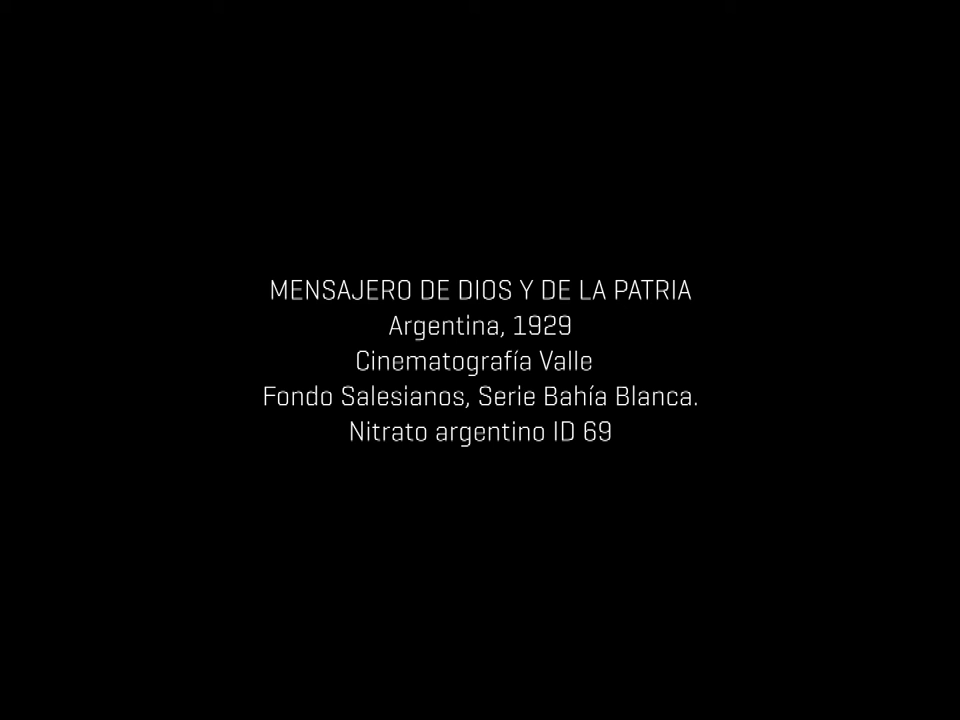 MENSAJERO DE DIOS Y DE LA PATRIA
Argentina, 1929
Cinematografía Valle
Fondo Salesianos, Serie Bahía Blanca.
Nitrato argentino ID 69